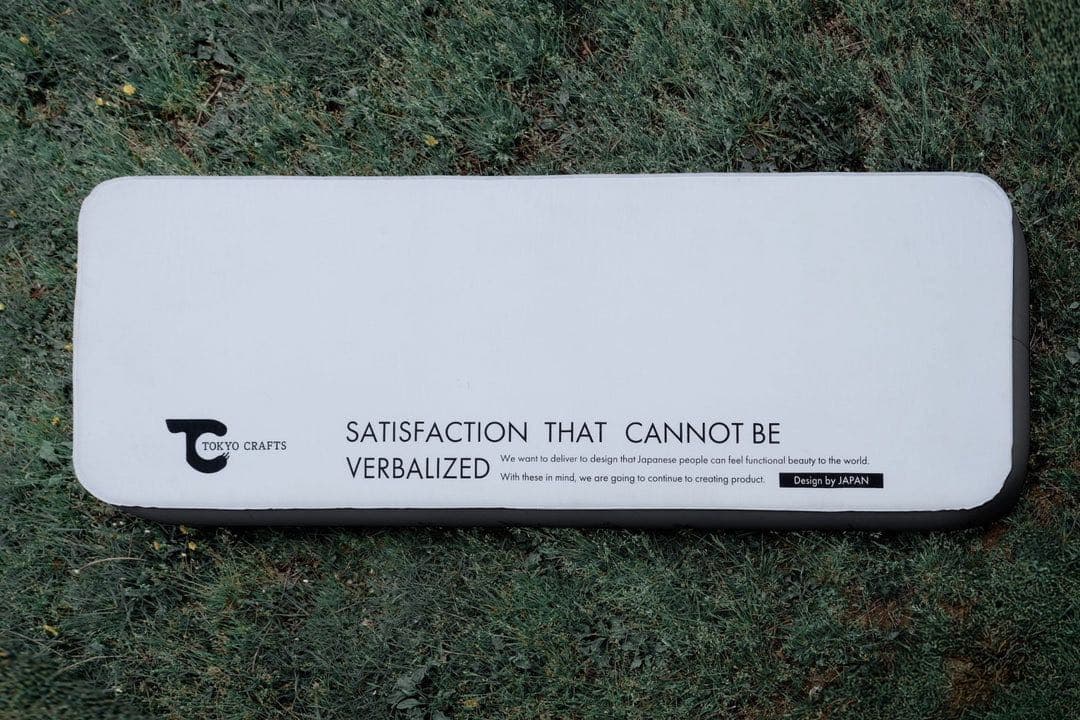 TOKYO CRAFTS
SATISFACTION THAT CANNOT BE
VERBALIZED
We want to deliver to design that Japanese people can feel functional beauty to the world.
With these in mind, we are going to continue to creating product.
Design by JAPAN